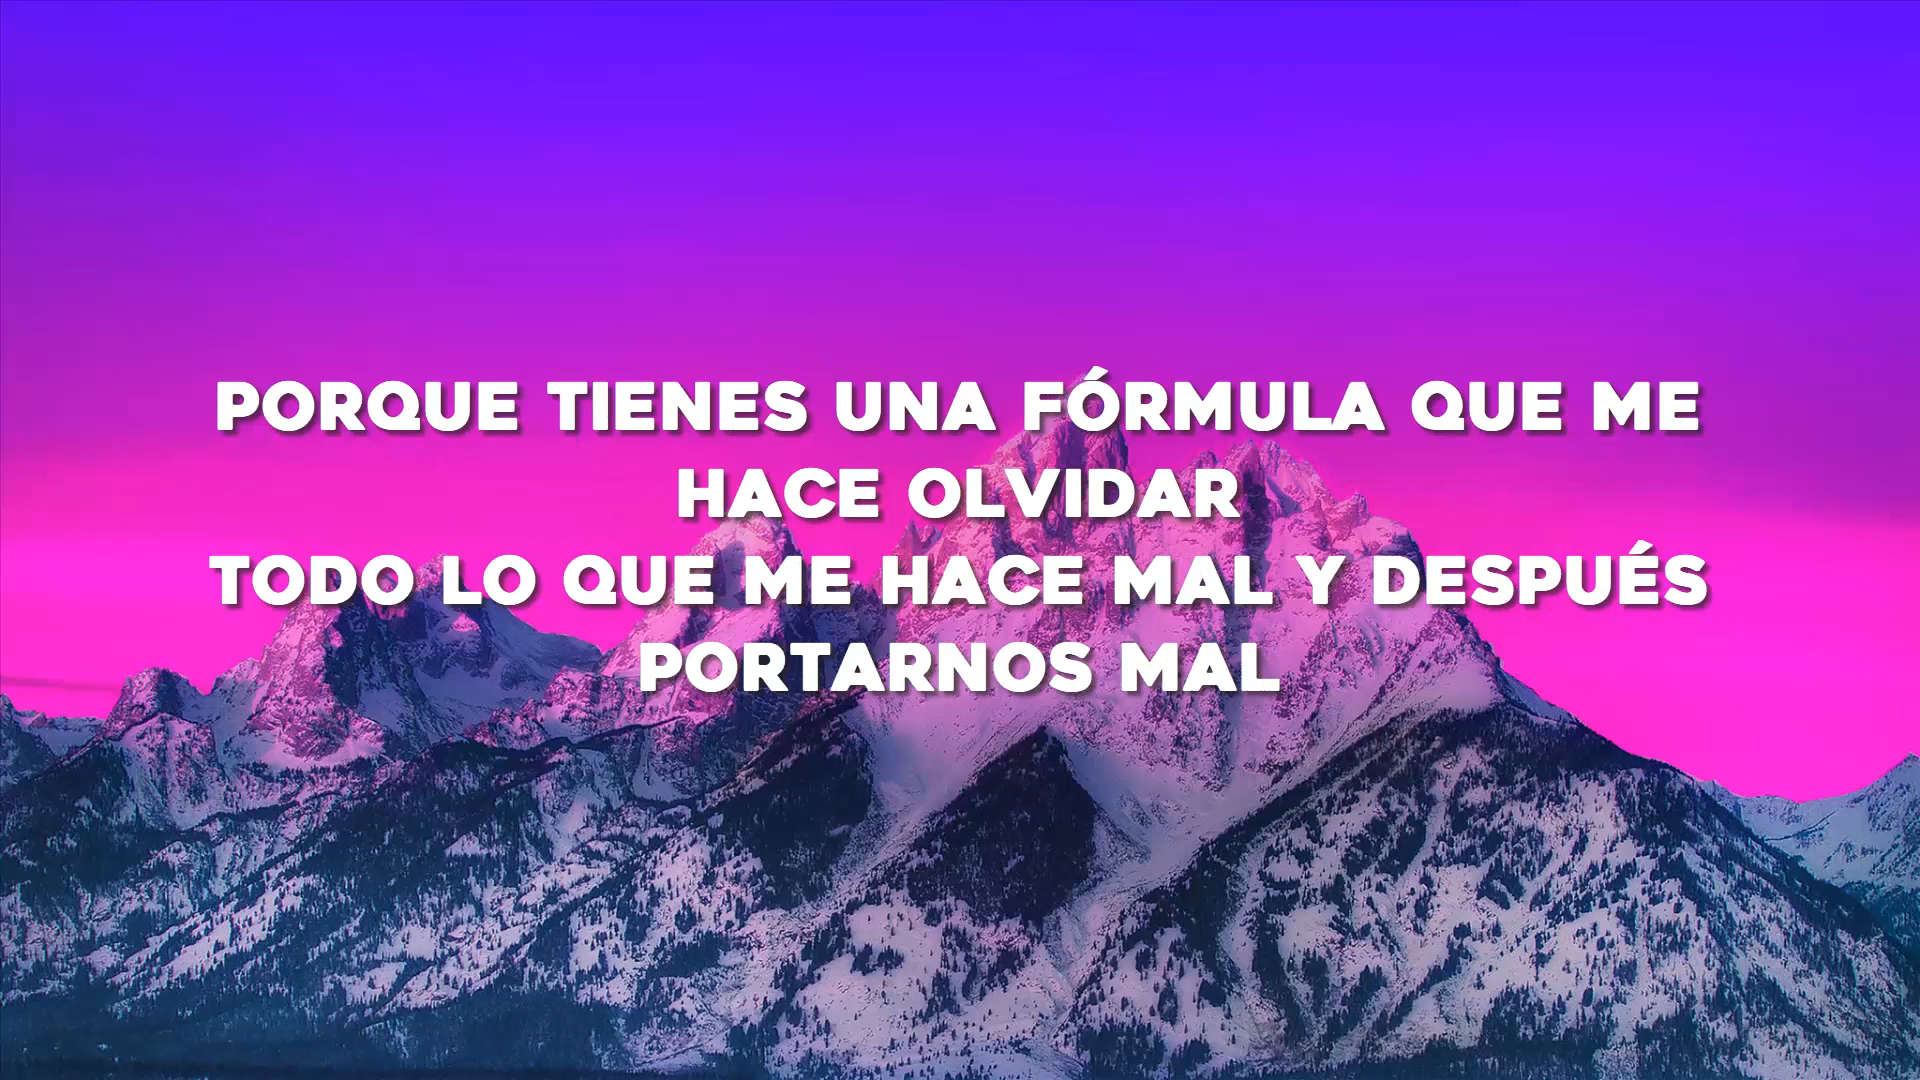 PORQUE TIENES UNA FÓRMULA QUE ME
HACE OLVIDAR
TODO LO QUE ME HACE MAL Y DESPUÉS
PORTARNOS MAL